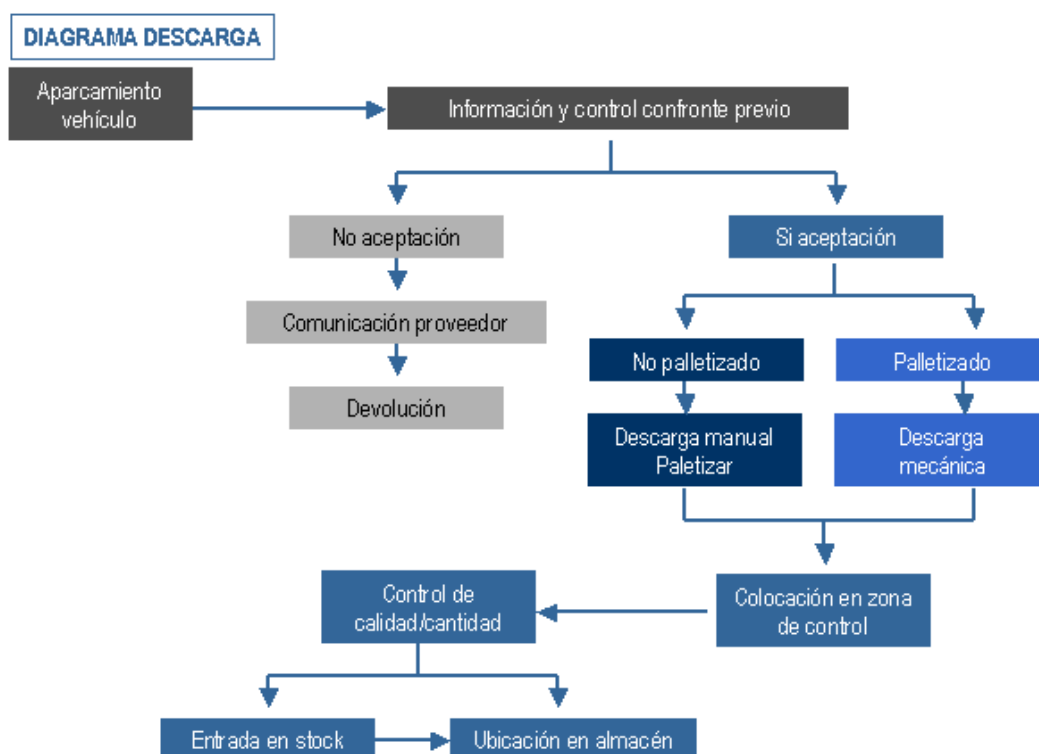 DIAGRAMA DESCARGA
Aparcamiento
vehículo
Información y control confronte previo
No aceptación
Si aceptación
Comunicación proveedor
No palletizado
Palletizado
Devolución
Descarga manual
Paletizar
Descarga
mecánica
Control de
calidad/cantidad
Colocación en zona
de control
Entrada en stock
Ubicación en almacén